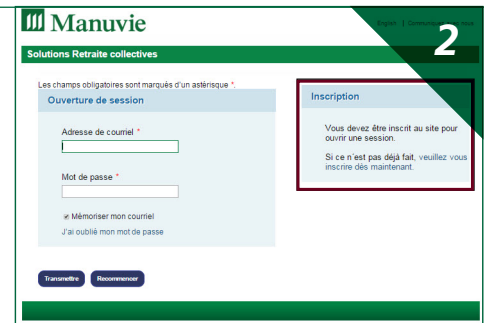 Manuvie
English | Communiquez avec nous
2
Solutions Retraite collectives
Les champs obligatoires sont marqués d'un astérisque *.
Ouverture de session
Adresse de courriel *
Mot de passe *
Mémoriser mon courriel
J'ai oublié mon mot de passe
Transmettre Recommencer
Inscription
Vous devez être inscrit au site pour
ouvrir une session.
Si ce n'est pas déjà fait, veuillez vous
inscrire dès maintenant.